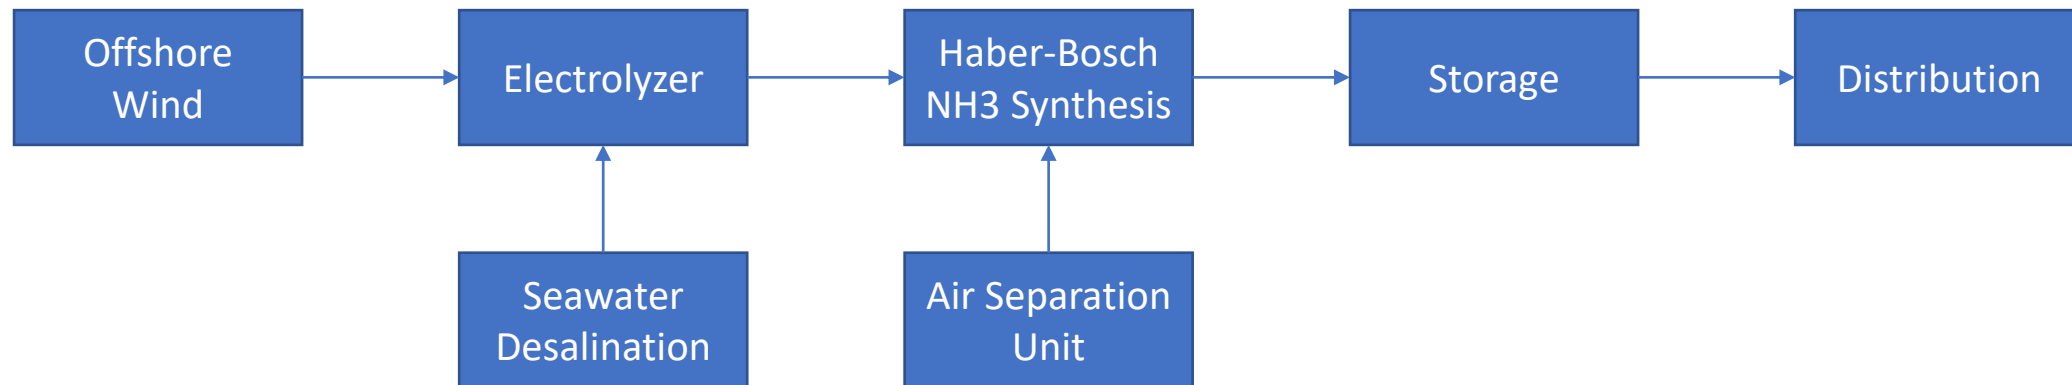 Offshore
Wind
Electrolyzer
Haber-Bosch
NH3 Synthesis
Storage
Distribution
Seawater
Desalination
Air Separation
Unit